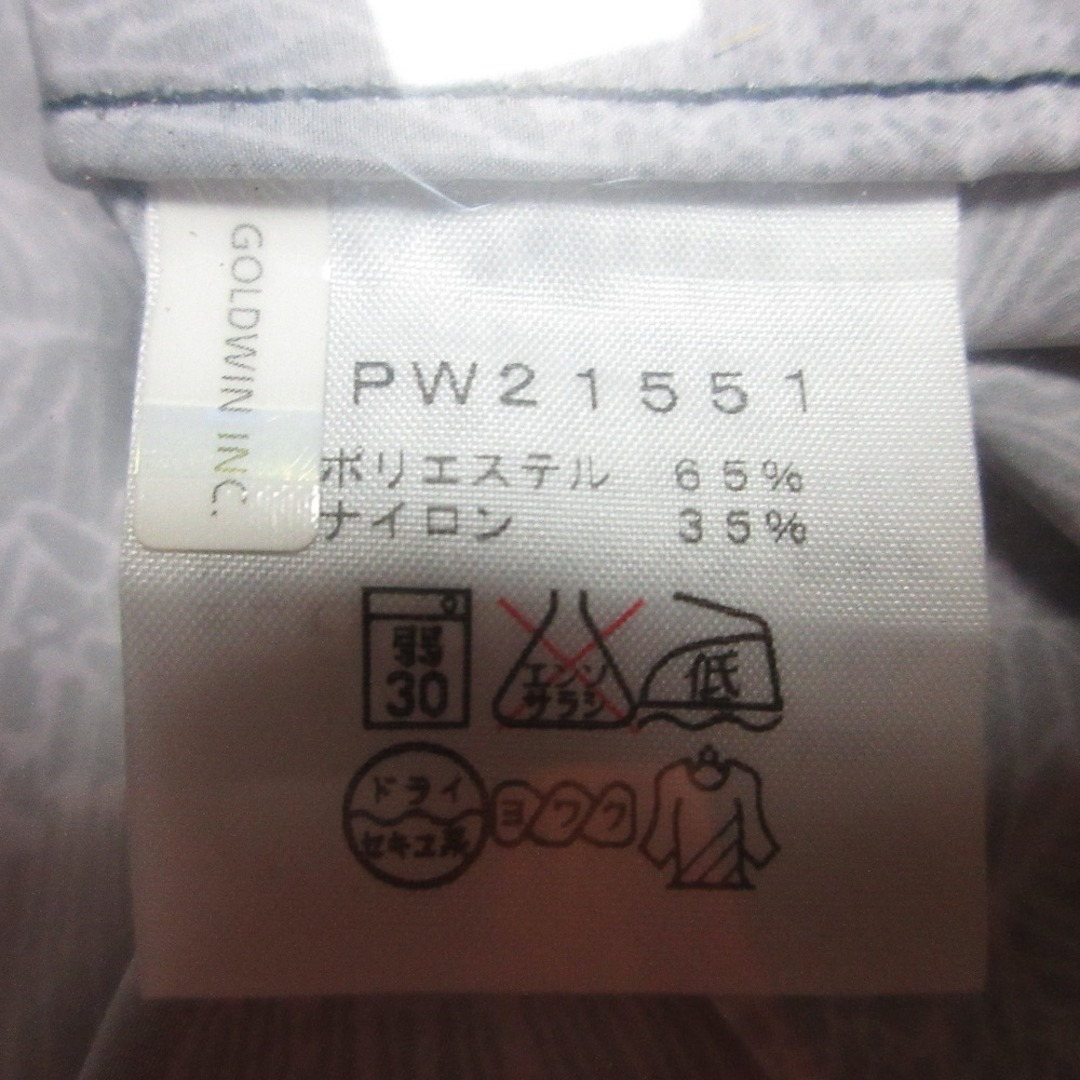 GOLDWIN INC.
PW21551
ポリエステル 65%
ナイロン 35%
弱
30
エンソ
サラシ
低
ドライ
セキユ系
ヨワク